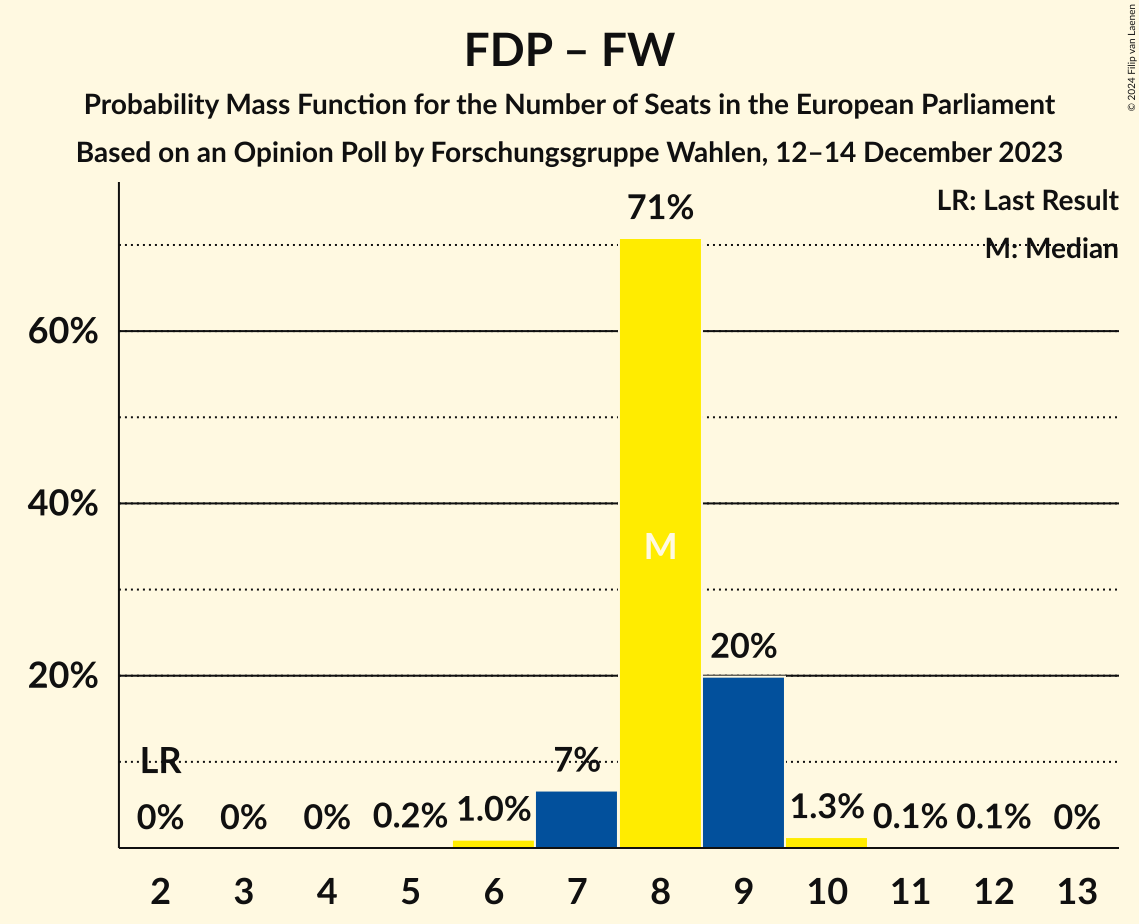 FDP – FW
Probability Mass Function for the Number of Seats in the European Parliament
Based on an Opinion Poll by Forschungsgruppe Wahlen, 12–14 December 2023
© 2024 Filip van Laenen
LR: Last Result
M: Median
71%
60%
40%
M
20%
20%
LR
7%
0%
0%
0%
0.2%
1.0%
1.3%
0.1%
0.1%
0%
2 3 4 5 6 7 8 9 10 11 12 13